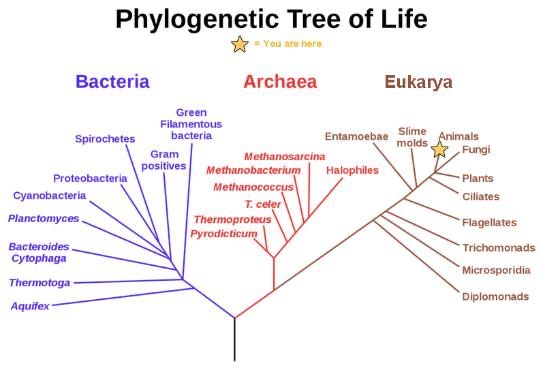 Phylogenetic Tree of Life
= You are here
Bacteria
Archaea
Eukarya
Green
Filamentous
bacteria
Spirochetes
Gram
positives
Proteobacteria
Cyanobacteria
Planctomyces
Bacteroides
Cytophaga
Thermotoga
Aquifex
Methanosarcina
Methanobacterium
Halophiles
Methanococcus
T. celer
Thermoproteus
Pyrodicticum
Entamoebae
Slime
molds
Animals
Fungi
Plants
Ciliates
Flagellates
Trichomonads
Microsporidia
Diplomonads